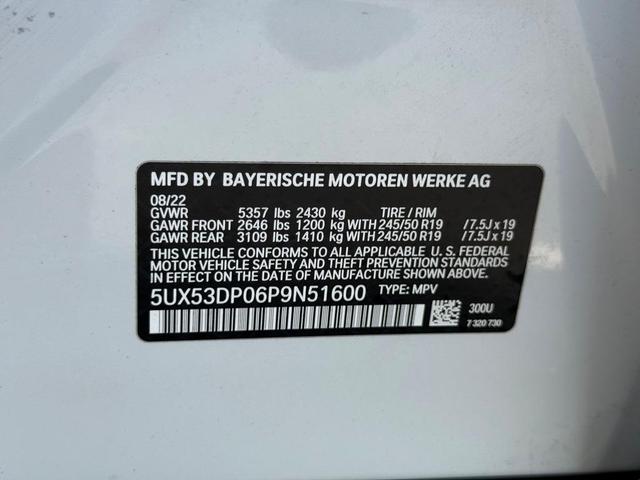 MFD BY BAYERISCHE MOTOREN WERKE AG
08/22
GVWR 5357 lbs 2430 kg TIRE / RIM
GAWR FRONT 2646 lbs 1200 kg WITH 245/50 R19 /7.5J x 19
GAWR REAR 3109 lbs 1410 kg WITH 245/50 R19 /7.5J x 19
THIS VEHICLE CONFORMS TO ALL APPLICABLE U. S. FEDERAL
MOTOR VEHICLE SAFETY AND THEFT PREVENTION STANDARDS
IN EFFECT ON THE DATE OF MANUFACTURE SHOWN ABOVE.
5UX53DP06P9N51600 TYPE: MPV
300U
7 320 730